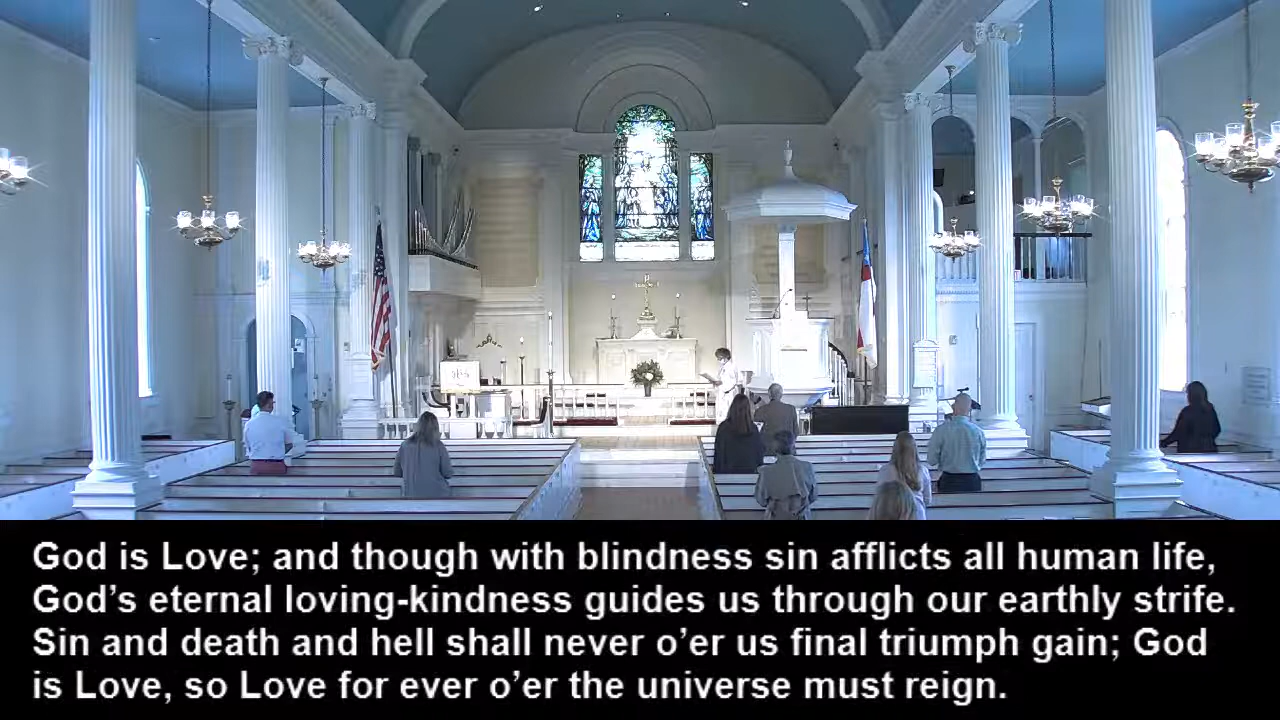 God is Love; and though with blindness sin afflicts all human life,
God’s eternal loving-kindness guides us through our earthly strife.
Sin and death and hell shall never o’er us final triumph gain; God
is Love, so Love for ever o’er the universe must reign.